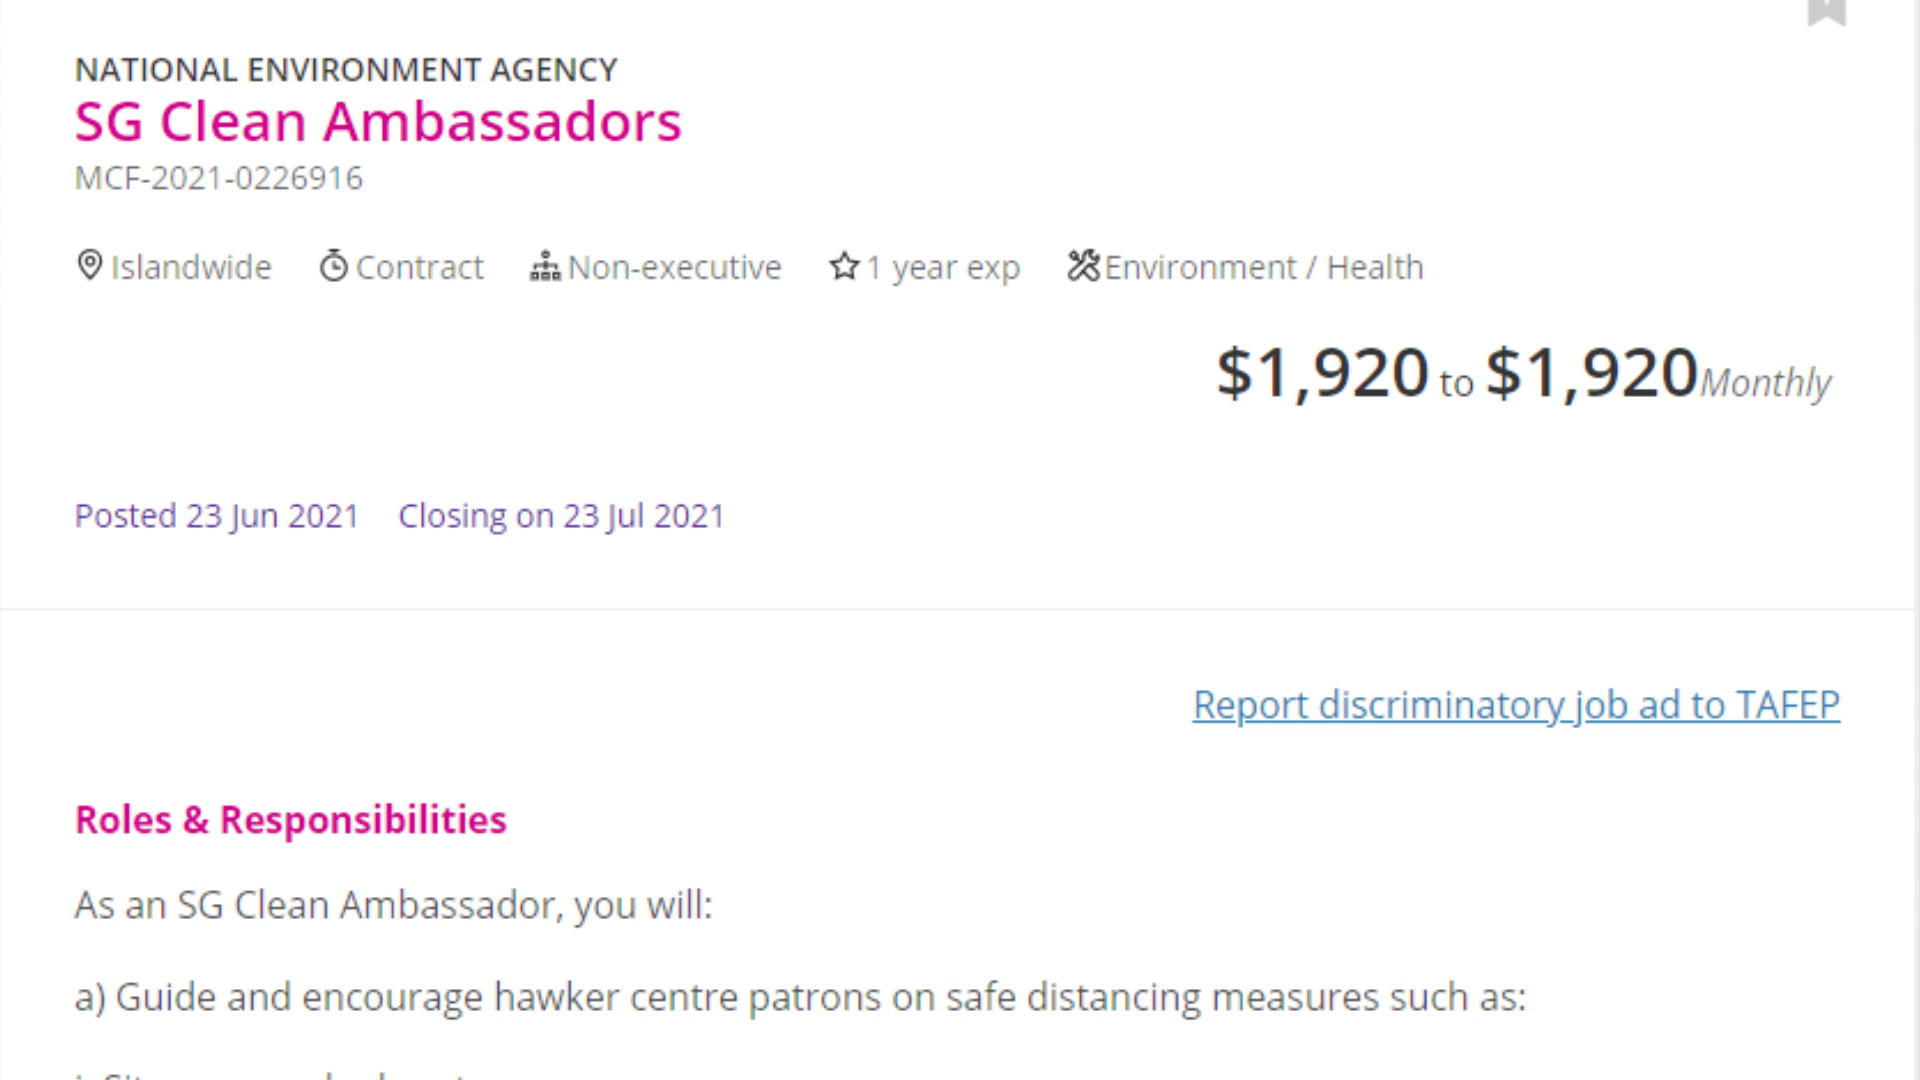 NATIONAL ENVIRONMENT AGENCY
SG Clean Ambassadors
MCF-2021-0226916
Islandwide Contract Non-executive 1 year exp Environment / Health
$1,920 to $1,920 Monthly
Posted 23 Jun 2021 Closing on 23 Jul 2021
Report discriminatory job ad to TAFEP
Roles & Responsibilities
As an SG Clean Ambassador, you will:
a) Guide and encourage hawker centre patrons on safe distancing measures such as: